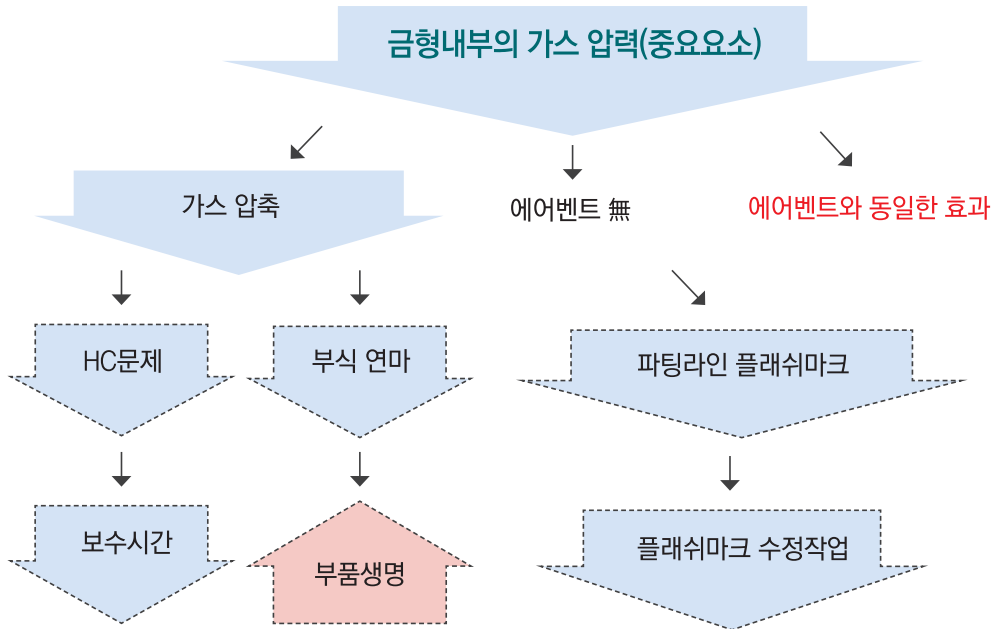 금형내부의 가스 압력(중요요소)
가스 압축
에어벤트 無
에어벤트와 동일한 효과
HC문제
부식 연마
파팅라인 플래쉬마크
보수시간
부품생명
플래쉬마크 수정작업